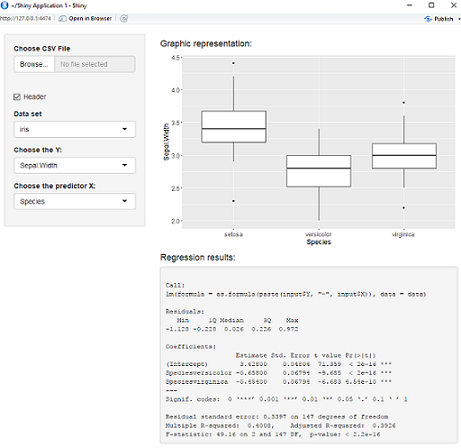 ~/Shiny Application 1 - Shiny
http://127.0.0.1:4474
Open in Browser
Publish
Choose CSV File
Browse...
No file selected
Header
Data set
iris
Choose the Y:
Sepal.Width
Choose the predictor X:
Species
Graphic representation:
4.5
4.0
3.5
3.0
2.5
2.0
Sepal.Width
setosa
versicolor
virginica
Species
Regression results:
Call:
lm(formula = as.formula(paste(input$Y, "~", input$X)), data = data)
Residuals:
Min 1Q Median 3Q Max
-1.128 -0.228 0.026 0.226 0.972
Coefficients:
Estimate Std. Error t value Pr(>|t|)
(Intercept) 3.42800 0.04804 71.359 < 2e-16 ***
Speciesversicolor -0.65800 0.06794 -9.685 < 2e-16 ***
Speciesvirginica -0.45400 0.06794 -6.683 4.54e-10 ***
---
Signif. codes: 0 '***' 0.001 '**' 0.01 '*' 0.05 '.' 0.1 ' ' 1
Residual standard error: 0.3397 on 147 degrees of freedom
Multiple R-squared: 0.4008, Adjusted R-squared: 0.3926
F-statistic: 49.16 on 2 and 147 DF, p-value: < 2.2e-16